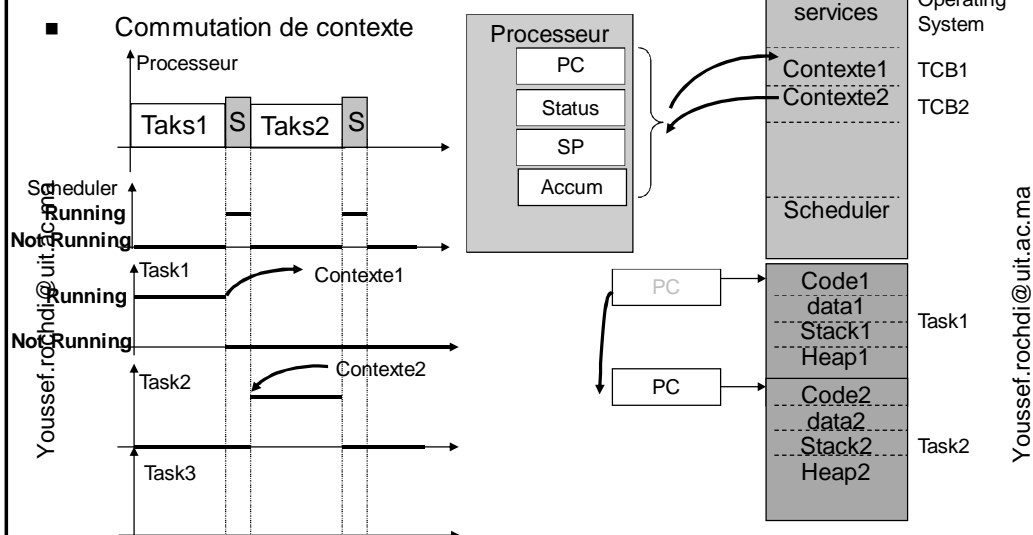 Commutation de contexte
Processeur
Taks1
S
Taks2
S
Scheduler
Running
Not Running
Task1
Contexte1
Running
Not Running
Task2
Contexte2
Task3
Processeur
PC
Status
SP
Accum
services
Operating
System
Contexte1
TCB1
Contexte2
TCB2
Scheduler
PC
Code1
data1
Stack1
Heap1
Task1
PC
Code2
data2
Stack2
Heap2
Task2
Youssef.rochdi@uit.ac.ma
Youssef.rochdi@uit.ac.ma